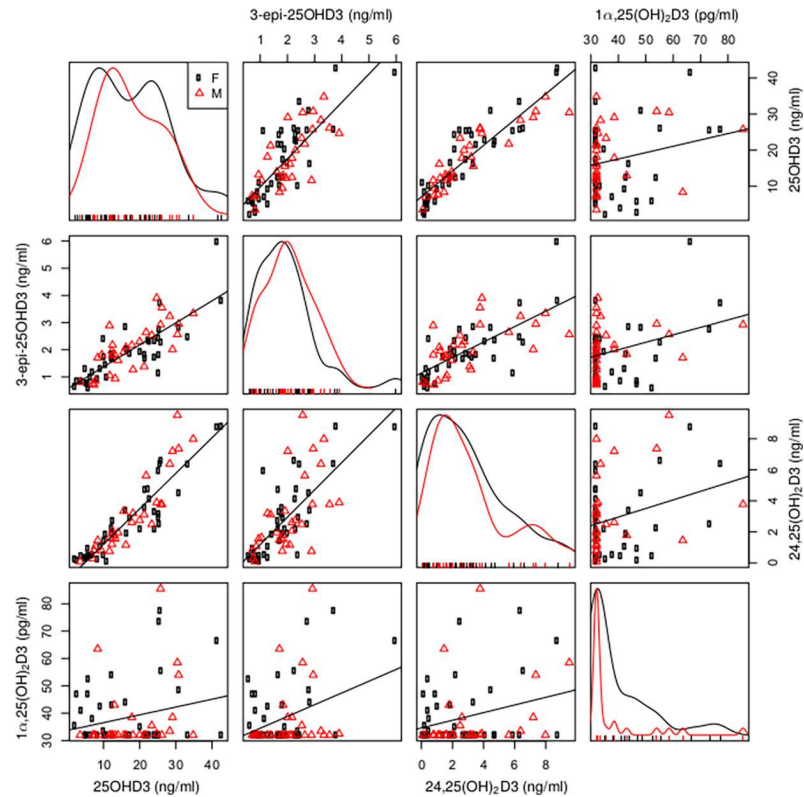 3-epi-25OHD3 (ng/ml)
1α,25(OH)₂D3 (pg/ml)
1 2 3 4 5 6
30 40 50 60 70 80
F
M
10 20 30 40
25OHD3 (ng/ml)
3-epi-25OHD3 (ng/ml)
1 2 3 4 5 6
0 2 4 6 8
24,25(OH)₂D3 (ng/ml)
1α,25(OH)₂D3 (pg/ml)
30 40 50 60 70 80
10 20 30 40
0 2 4 6 8
25OHD3 (ng/ml)
24,25(OH)₂D3 (ng/ml)